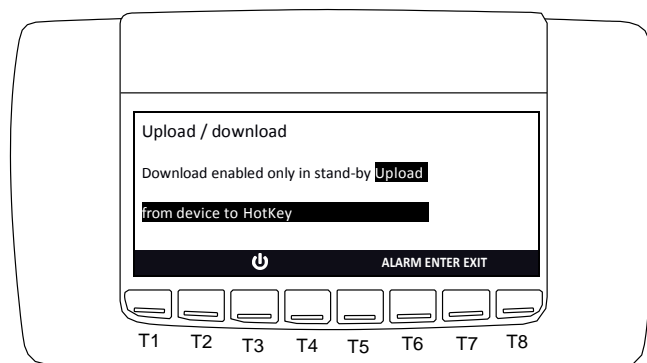 Upload / download
Download enabled only in stand-by Upload
from device to HotKey
ALARM ENTER EXIT
T1 T2 T3 T4 T5 T6 T7 T8